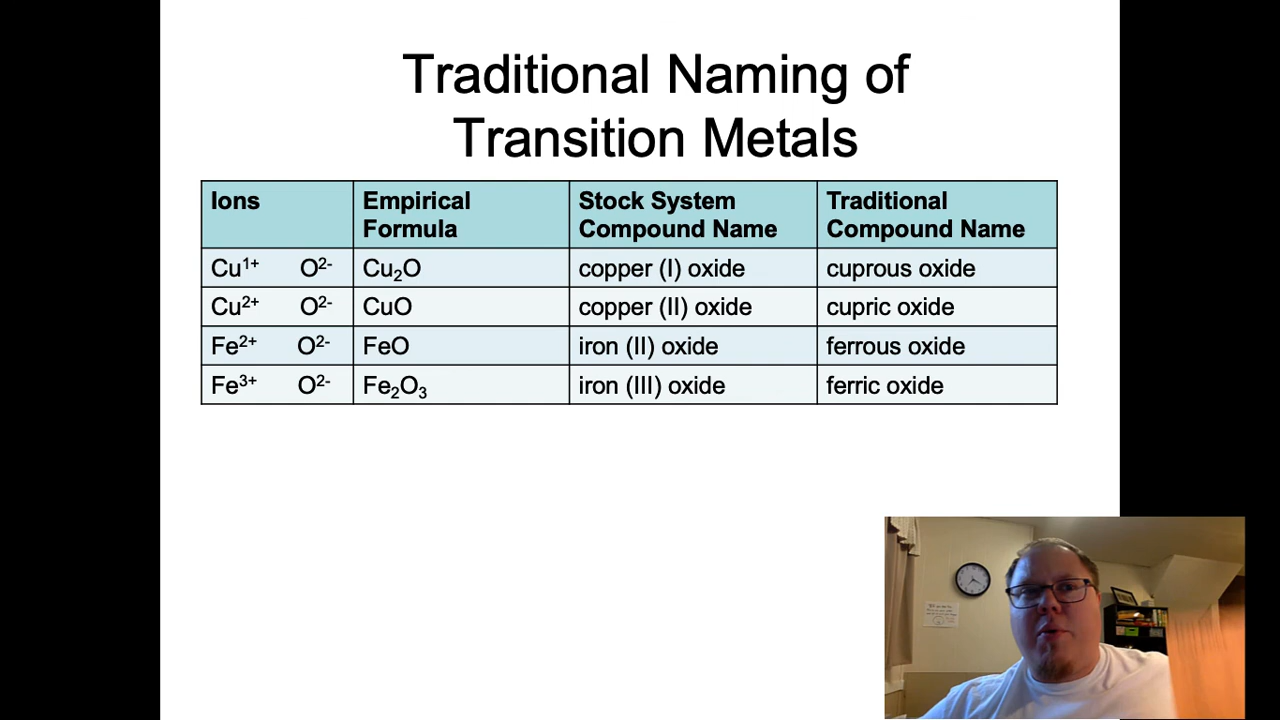 Traditional Naming of
Transition Metals
Ions Empirical Formula Stock System Compound Name Traditional Compound Name
Cu¹⁺ O²⁻ Cu₂O copper (I) oxide cuprous oxide
Cu²⁺ O²⁻ CuO copper (II) oxide cupric oxide
Fe²⁺ O²⁻ FeO iron (II) oxide ferrous oxide
Fe³⁺ O²⁻ Fe₂O₃ iron (III) oxide ferric oxide